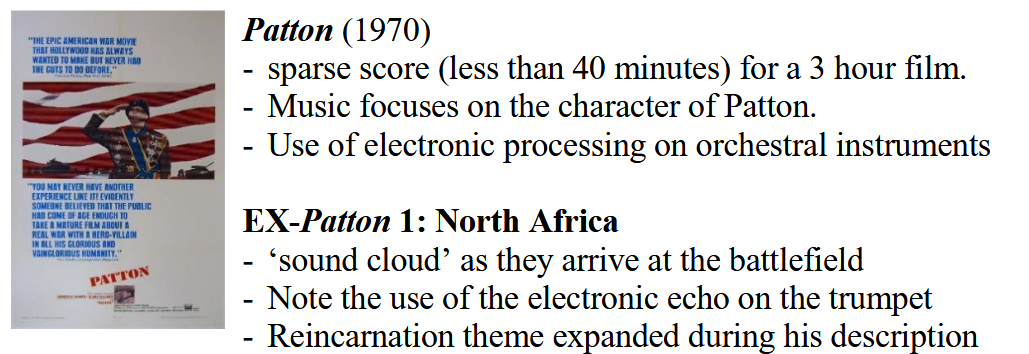 "THE EPIC AMERICAN WAR MOVIE
THAT HOLLYWOOD HAS ALWAYS
WANTED TO MAKE BUT NEVER HAD
THE GUTS TO DO BEFORE."
"YOU MAY NEVER HAVE ANOTHER
EXPERIENCE LIKE IT! EVIDENTLY
SOMEONE BELIEVED THAT THE PUBLIC
HAD COME OF AGE ENOUGH TO
TAKE A MATURE FILM ABOUT A
REAL WAR WITH A HERO-VILLAIN
IN ALL HIS GLORIOUS AND
VAINGLORIOUS HUMANITY."
PATTON
Patton (1970)
- sparse score (less than 40 minutes) for a 3 hour film.
- Music focuses on the character of Patton.
- Use of electronic processing on orchestral instruments
EX-Patton 1: North Africa
- ‘sound cloud’ as they arrive at the battlefield
- Note the use of the electronic echo on the trumpet
- Reincarnation theme expanded during his description